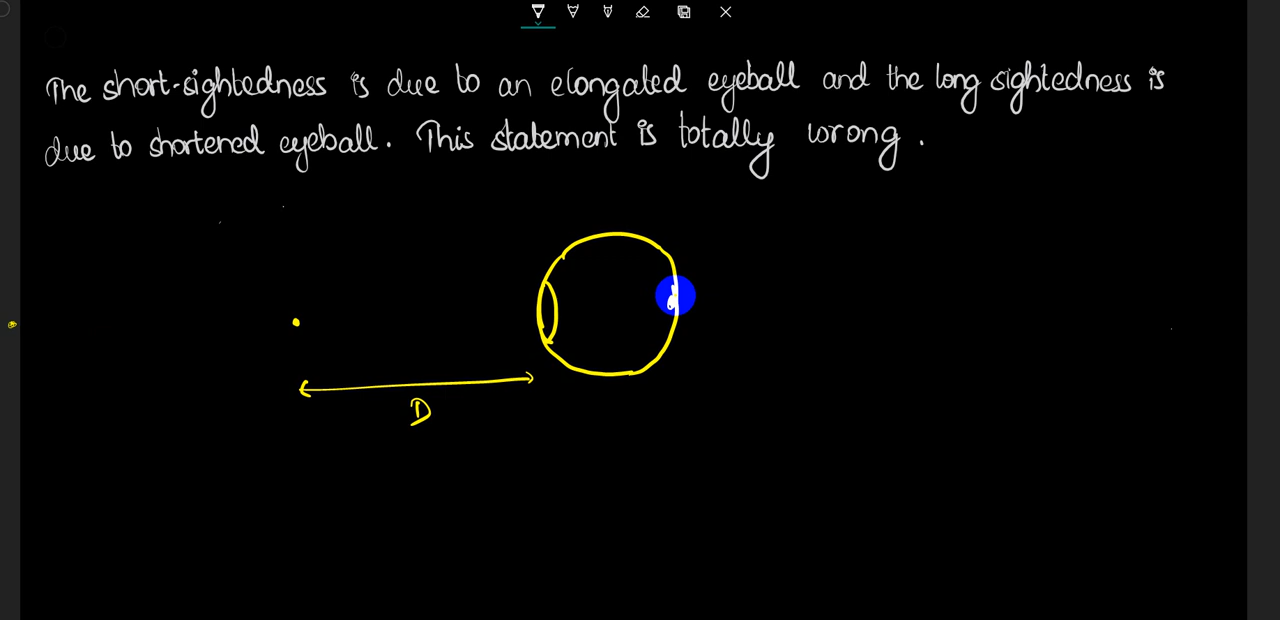 The short-sightedness is due to an elongated eyeball and the long sightedness is
due to shortened eyeball. This statement is totally wrong.
D